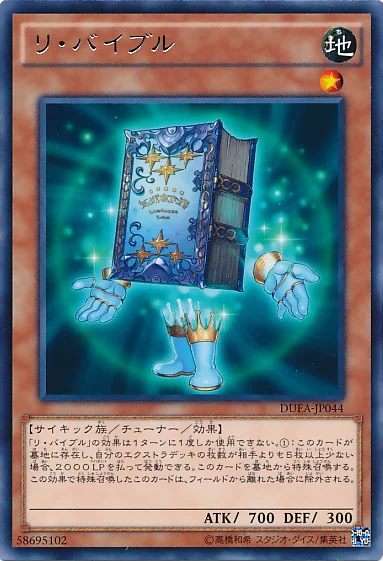 リ・バイブル
地
DUEA-JP044
【サイキック族／チューナー／効果】
「リ・バイブル」の効果は1ターンに1度しか使用できない。①：このカードが
墓地に存在し、自分のエクストラデッキの枚数が相手よりも5枚以上少ない
場合、2000LPを払って発動できる。このカードを墓地から特殊召喚する。
この効果で特殊召喚したこのカードは、フィールドから離れた場合に除外される。
ATK/ 700 DEF/ 300
58695102
©高橋和希 スタジオ・ダイス/集英社